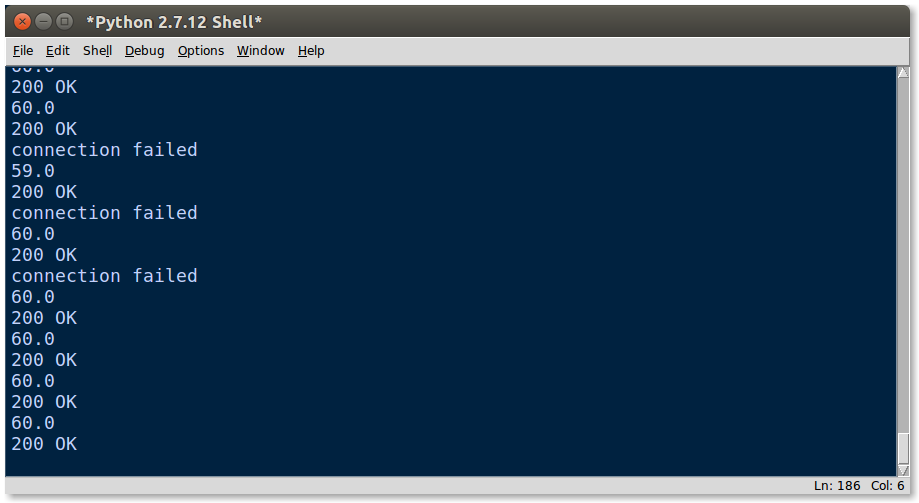 *Python 2.7.12 Shell*
File Edit Shell Debug Options Window Help
60.0
200 OK
60.0
200 OK
connection failed
59.0
200 OK
connection failed
60.0
200 OK
connection failed
60.0
200 OK
60.0
200 OK
60.0
200 OK
60.0
200 OK
Ln: 186 Col: 6